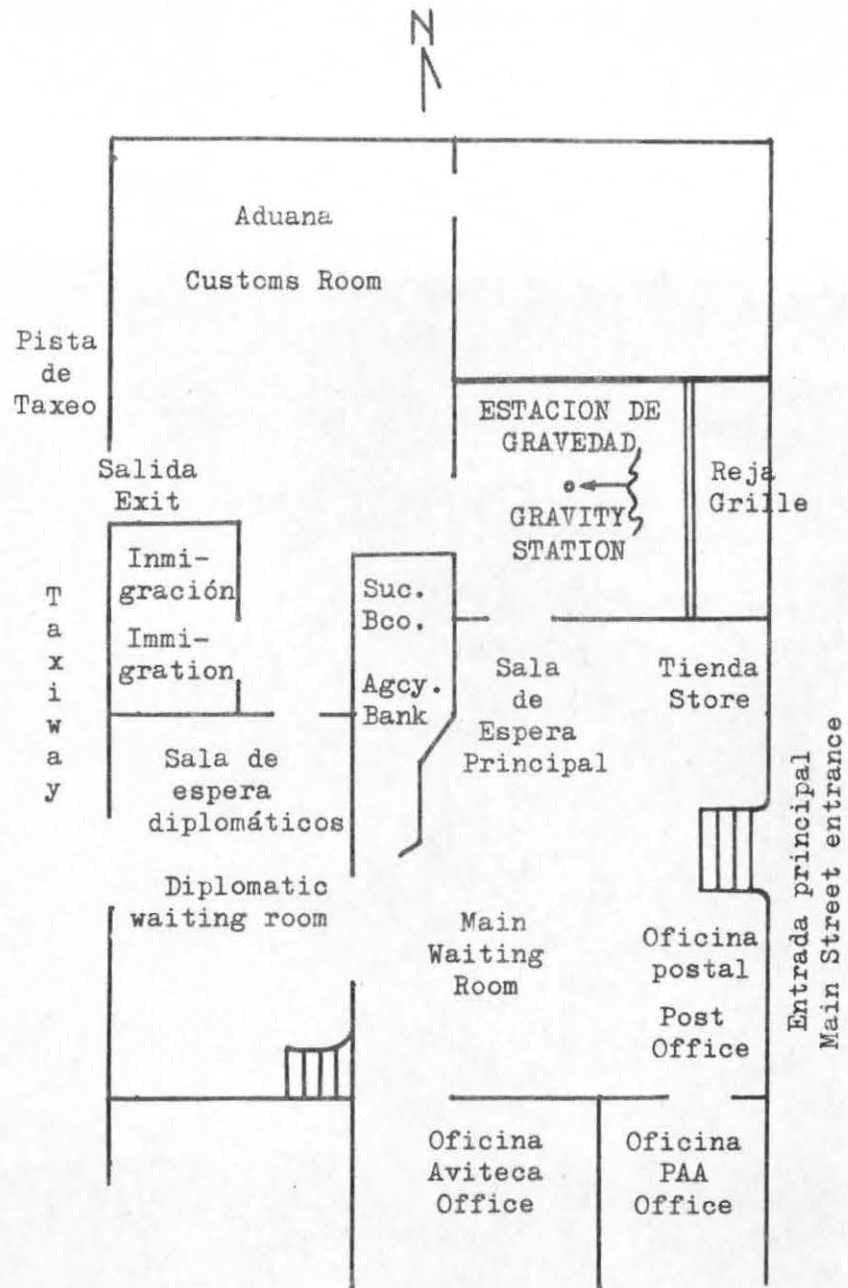 N
Aduana
Customs Room
Pista
de
Taxeo
ESTACION DE
GRAVEDAD
GRAVITY
STATION
Reja
Grille
Salida
Exit
Inmi-
gración
Immi-
gration
Suc.
Bco.
Agcy.
Bank
Taxiway
Sala
de
Espera
Principal
Tienda
Store
Sala de
espera
diplomáticos
Diplomatic
waiting room
Main
Waiting
Room
Oficina
postal
Post
Office
Entrada principal
Main Street entrance
Oficina
Aviteca
Office
Oficina
PAA
Office